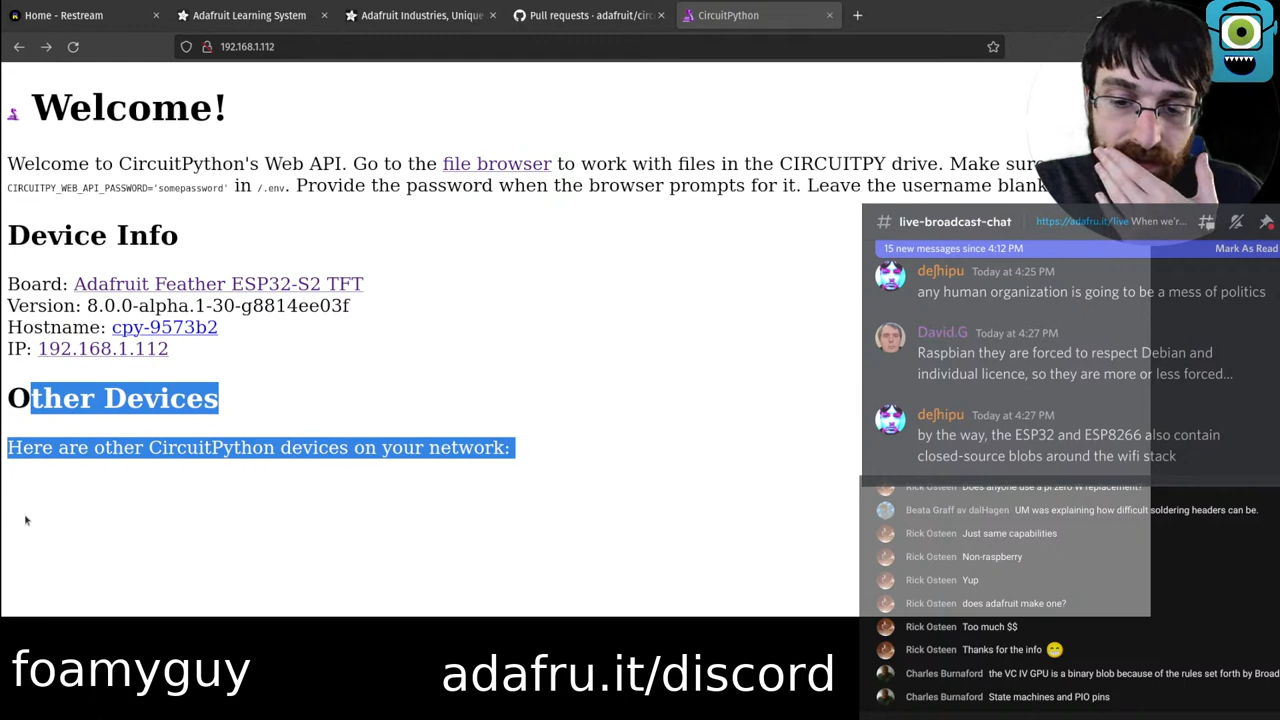 Home - Restream
Adafruit Learning System
Adafruit Industries, Unique
Pull requests · adafruit/circ
CircuitPython
192.168.1.112
Welcome!
Welcome to CircuitPython's Web API. Go to the file browser to work with files in the CIRCUITPY drive. Make sure
CIRCUITPY_WEB_API_PASSWORD='somepassword' in /.env. Provide the password when the browser prompts for it. Leave the username blank
Device Info
Board: Adafruit Feather ESP32-S2 TFT
Version: 8.0.0-alpha.1-30-g8814ee03f
Hostname: cpy-9573b2
IP: 192.168.1.112
Other Devices
Here are other CircuitPython devices on your network:
# live-broadcast-chat https://adafru.it/live When we'r...
15 new messages since 4:12 PM Mark As Read
deʃhipu Today at 4:25 PM
any human organization is going to be a mess of politics
David.G Today at 4:27 PM
Raspbian they are forced to respect Debian and
individual licence, so they are more or less forced...
deʃhipu Today at 4:27 PM
by the way, the ESP32 and ESP8266 also contain
closed-source blobs around the wifi stack
Rick Osteen Does anyone use a pi zero W replacement?
Beata Graff av dalHagen UM was explaining how difficult soldering headers can be.
Rick Osteen Just same capabilities
Rick Osteen Non-raspberry
Rick Osteen Yup
Rick Osteen does adafruit make one?
Rick Osteen Too much $$
Rick Osteen Thanks for the info 😁
Charles Burnaford the VC IV GPU is a binary blob because of the rules set forth by Broad
Charles Burnaford State machines and PIO pins
foamyguy
adafru.it/discord